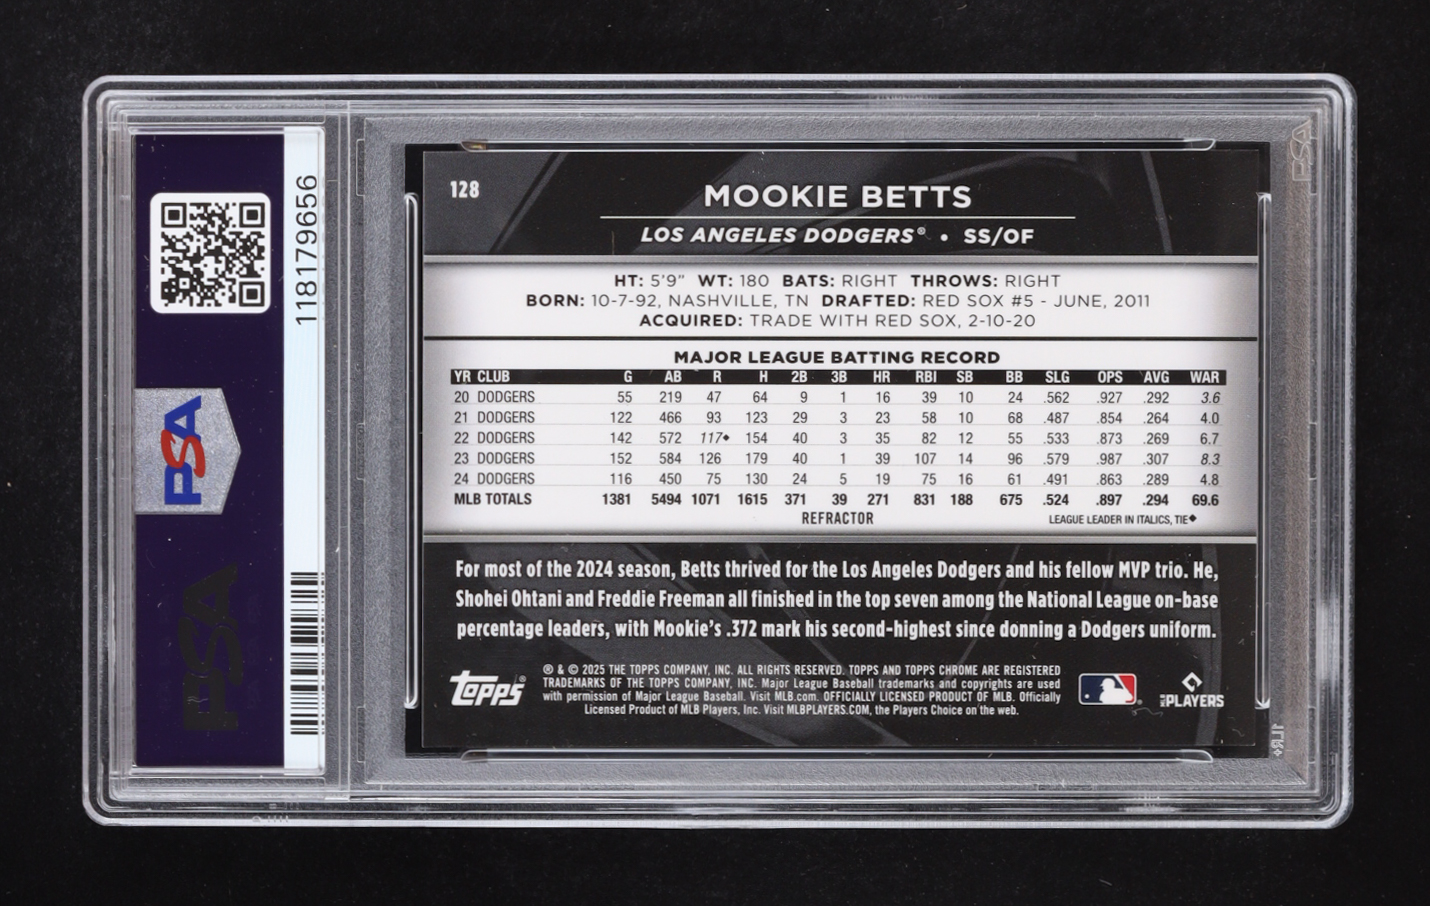 128
MOOKIE BETTS
LOS ANGELES DODGERS® • SS/OF
HT: 5'9" WT: 180 BATS: RIGHT THROWS: RIGHT
BORN: 10-7-92, NASHVILLE, TN DRAFTED: RED SOX #5 - JUNE, 2011
ACQUIRED: TRADE WITH RED SOX, 2-10-20
MAJOR LEAGUE BATTING RECORD
YR CLUB G AB R H 2B 3B HR RBI SB BB SLG OPS AVG WAR
20 DODGERS 55 219 47 64 9 1 16 39 10 24 .562 .927 .292 3.6
21 DODGERS 122 466 93 123 29 3 23 58 10 68 .487 .854 .264 4.0
22 DODGERS 142 572 117◆ 154 40 3 35 82 12 55 .533 .873 .269 6.7
23 DODGERS 152 584 126 179 40 1 39 107 14 96 .579 .987 .307 8.3
24 DODGERS 116 450 75 130 24 5 19 75 16 61 .491 .863 .289 4.8
MLB TOTALS 1381 5494 1071 1615 371 39 271 831 188 675 .524 .897 .294 69.6
REFRACTOR LEAGUE LEADER IN ITALICS, TIE◆
For most of the 2024 season, Betts thrived for the Los Angeles Dodgers and his fellow MVP trio. He,
Shohei Ohtani and Freddie Freeman all finished in the top seven among the National League on-base
percentage leaders, with Mookie's .372 mark his second-highest since donning a Dodgers uniform.
Topps®
® & © 2025 THE TOPPS COMPANY, INC. ALL RIGHTS RESERVED. TOPPS AND TOPPS CHROME ARE REGISTERED
TRADEMARKS OF THE TOPPS COMPANY, INC. Major League Baseball trademarks and copyrights are used
with permission of Major League Baseball. Visit MLB.com. OFFICIALLY LICENSED PRODUCT OF MLB. Officially
Licensed Product of MLB Players, Inc. Visit MLBPLAYERS.COM, the Players Choice on the web.
MLB PLAYERS
118179656
PSA
PSA
PSA